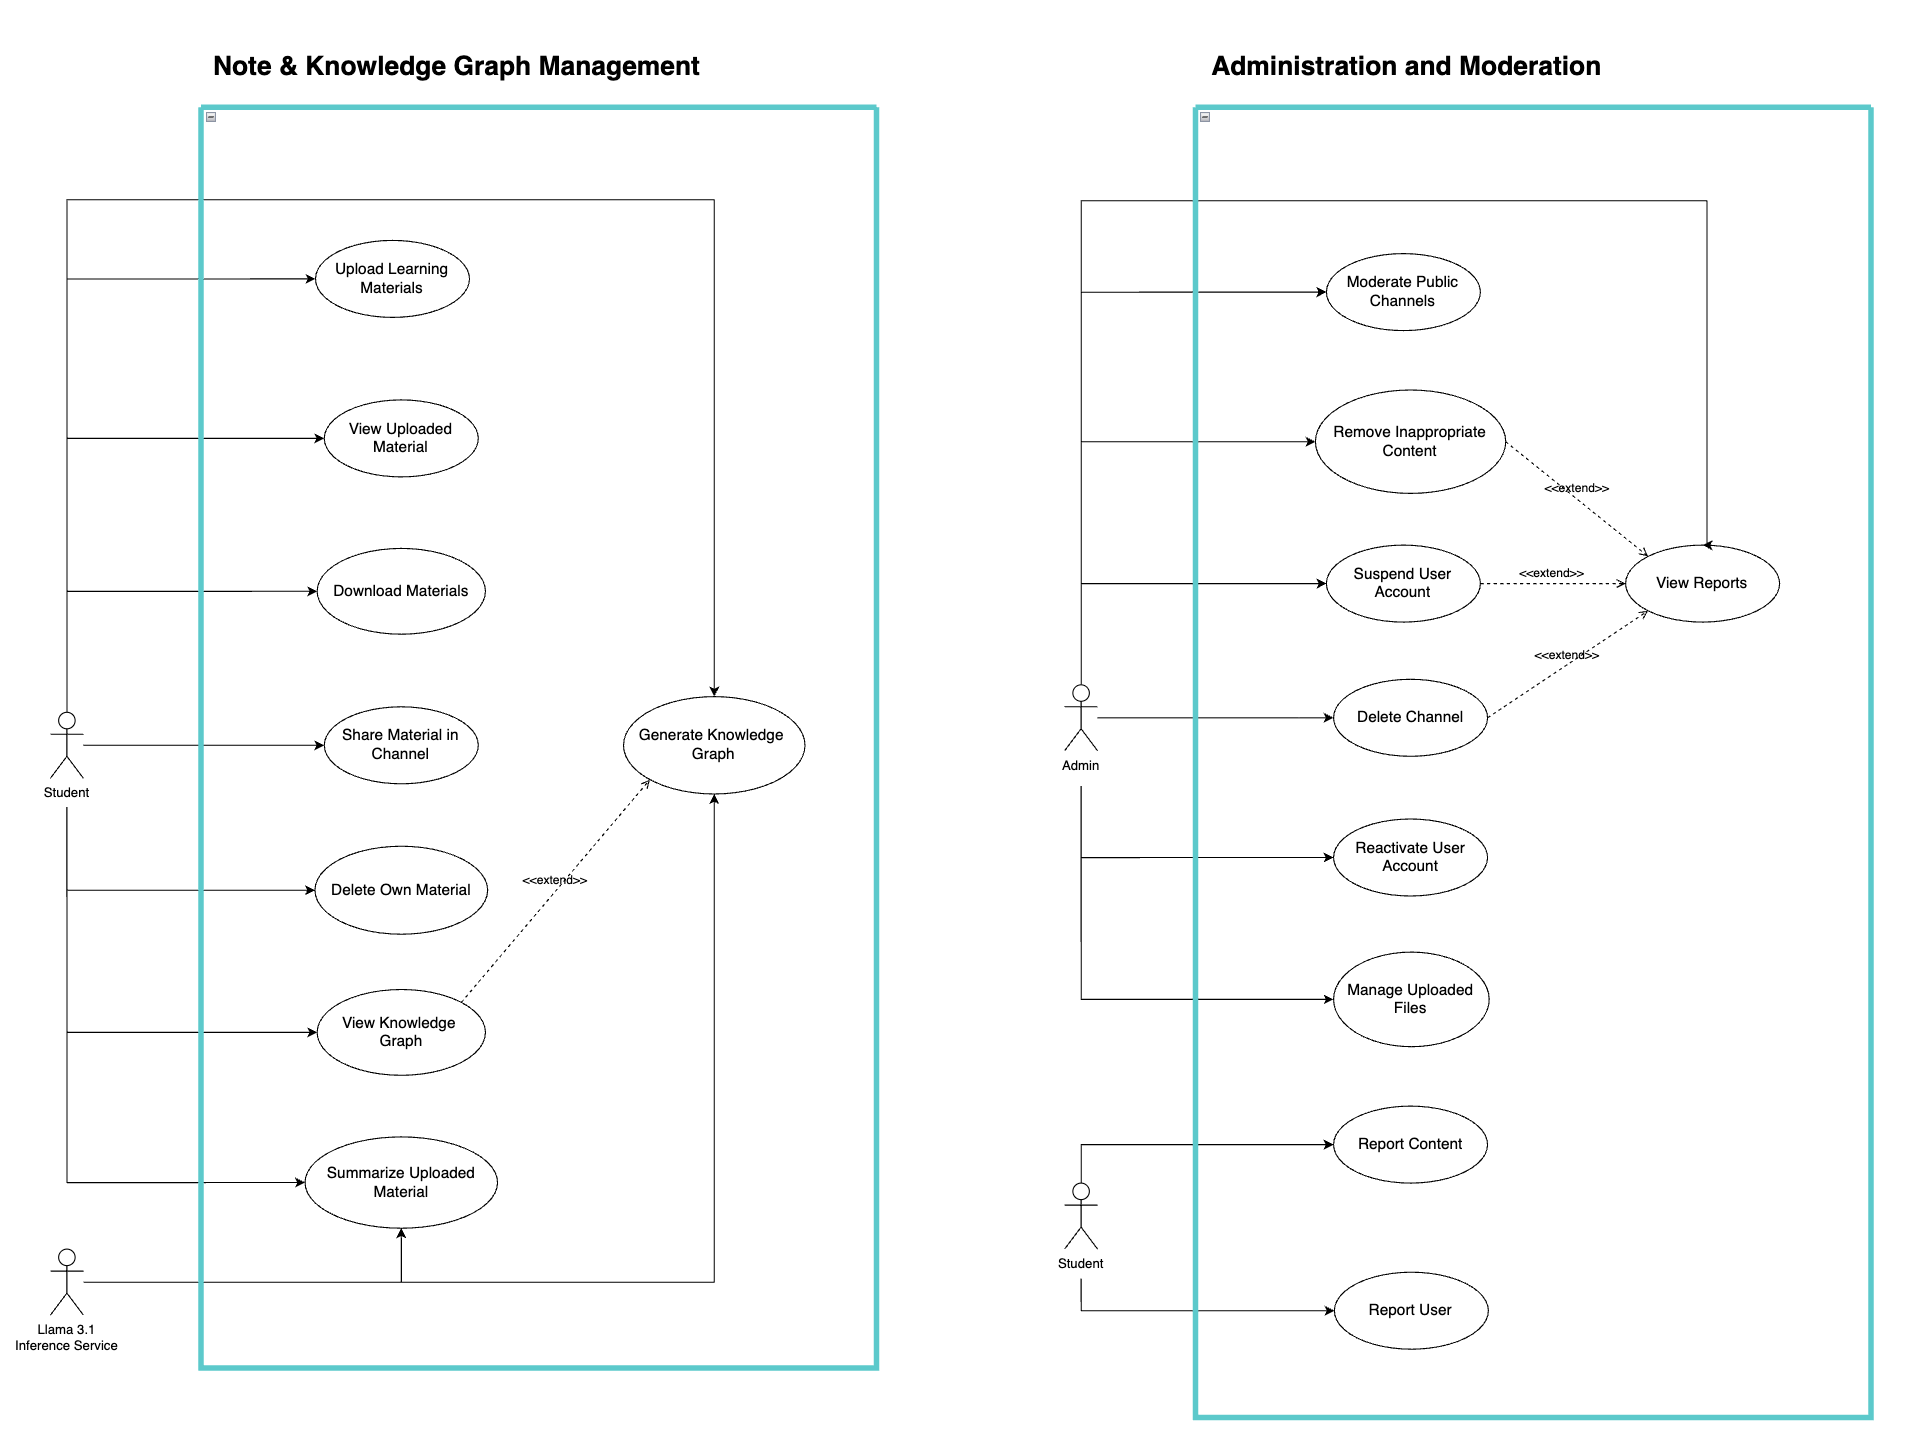 Note & Knowledge Graph Management
Upload Learning
Materials
View Uploaded
Material
Download Materials
Share Material in
Channel
Generate Knowledge
Graph
Student
<<extend>>
Delete Own Material
View Knowledge
Graph
Summarize Uploaded
Material
Llama 3.1
Inference Service
Administration and Moderation
Moderate Public
Channels
Remove Inappropriate
Content
<<extend>>
Suspend User
Account
<<extend>>
View Reports
<<extend>>
Delete Channel
Admin
Reactivate User
Account
Manage Uploaded
Files
Report Content
Student
Report User